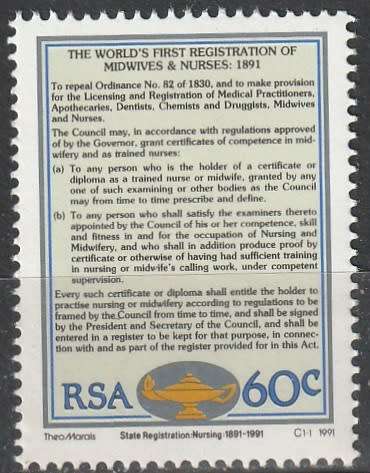 THE WORLD'S FIRST REGISTRATION OF
MIDWIVES & NURSES: 1891
To repeal Ordinance No. 82 of 1830, and to make provision
for the Licensing and Registration of Medical Practitioners,
Apothecaries, Dentists, Chemists and Druggists, Midwives
and Nurses.
The Council may, in accordance with regulations approved
of by the Governor, grant certificates of competence in mid-
wifery and as trained nurses:
(a) To any person who is the holder of a certificate or
diploma as a trained nurse or midwife, granted by any
one of such examining or other bodies as the Council
may from time to time prescribe and define.
(b) To any person who shall satisfy the examiners thereto
appointed by the Council of his or her competence, skill
and fitness in and for the occupation of Nursing and
Midwifery, and who shall in addition produce proof by
certificate or otherwise of having had sufficient training
in nursing or midwife's calling work, under competent
supervision.
Every such certificate or diploma shall entitle the holder to
practise nursing or midwifery according to regulations to be
framed by the Council from time to time, and shall be signed
by the President and Secretary of the Council, and shall be
entered in a register to be kept for that purpose, in connec-
tion with and as part of the register provided for in this Act.
RSA 60c
Theo Marais State Registration: Nursing · 1891-1991 C1·1 1991